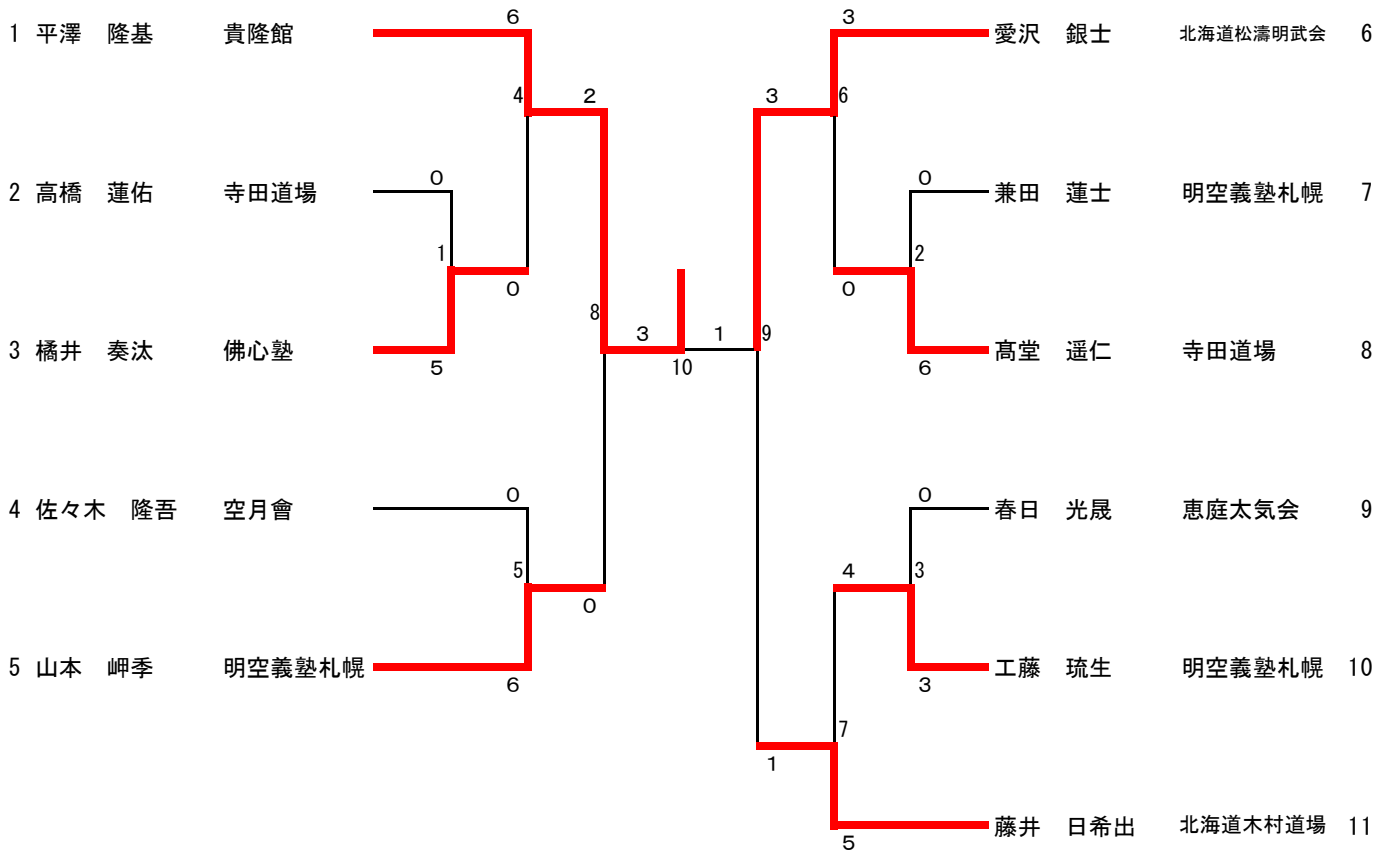 6
3
1 平澤 隆基 貴隆館
愛沢 銀士 北海道松濤明武会 6
4 2
3 6
0
0
2 高橋 蓮佑 寺田道場
兼田 蓮士 明空義塾札幌 7
1
2
0
0
8 3 1 9
3 橘井 奏汰 佛心塾
髙堂 遥仁 寺田道場 8
5
10
6
0
0
4 佐々木 隆吾 空月會
春日 光晟 恵庭太気会 9
5
4 3
0
5 山本 岬季 明空義塾札幌
工藤 琉生 明空義塾札幌 10
6
3
7
1
藤井 日希出 北海道木村道場 11
5